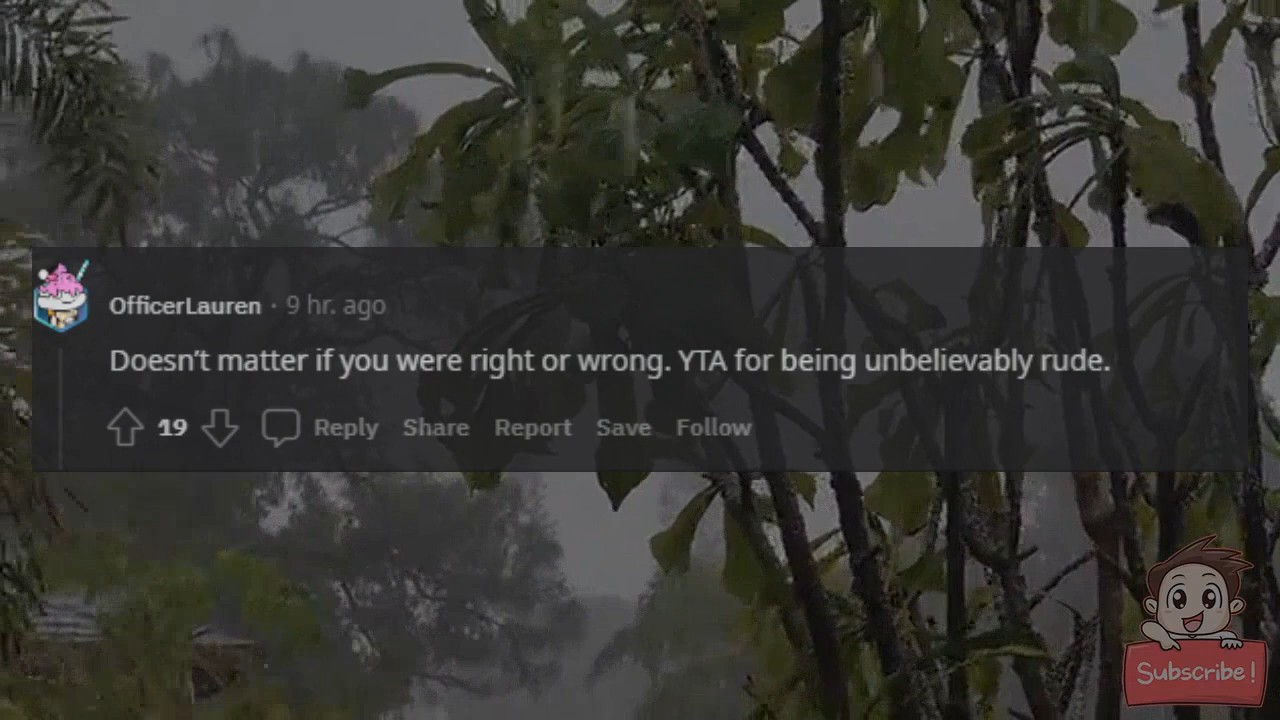 OfficerLauren · 9 hr. ago
Doesn't matter if you were right or wrong. YTA for being unbelievably rude.
19 Reply Share Report Save Follow
Subscribe!